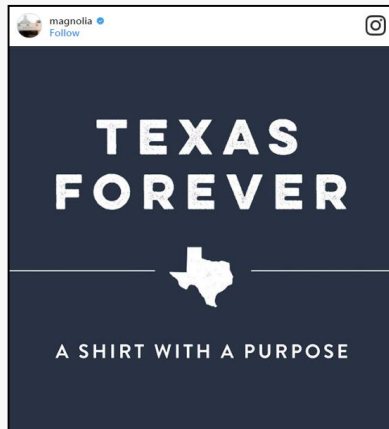 magnolia
Follow
TEXAS
FOREVER
A SHIRT WITH A PURPOSE